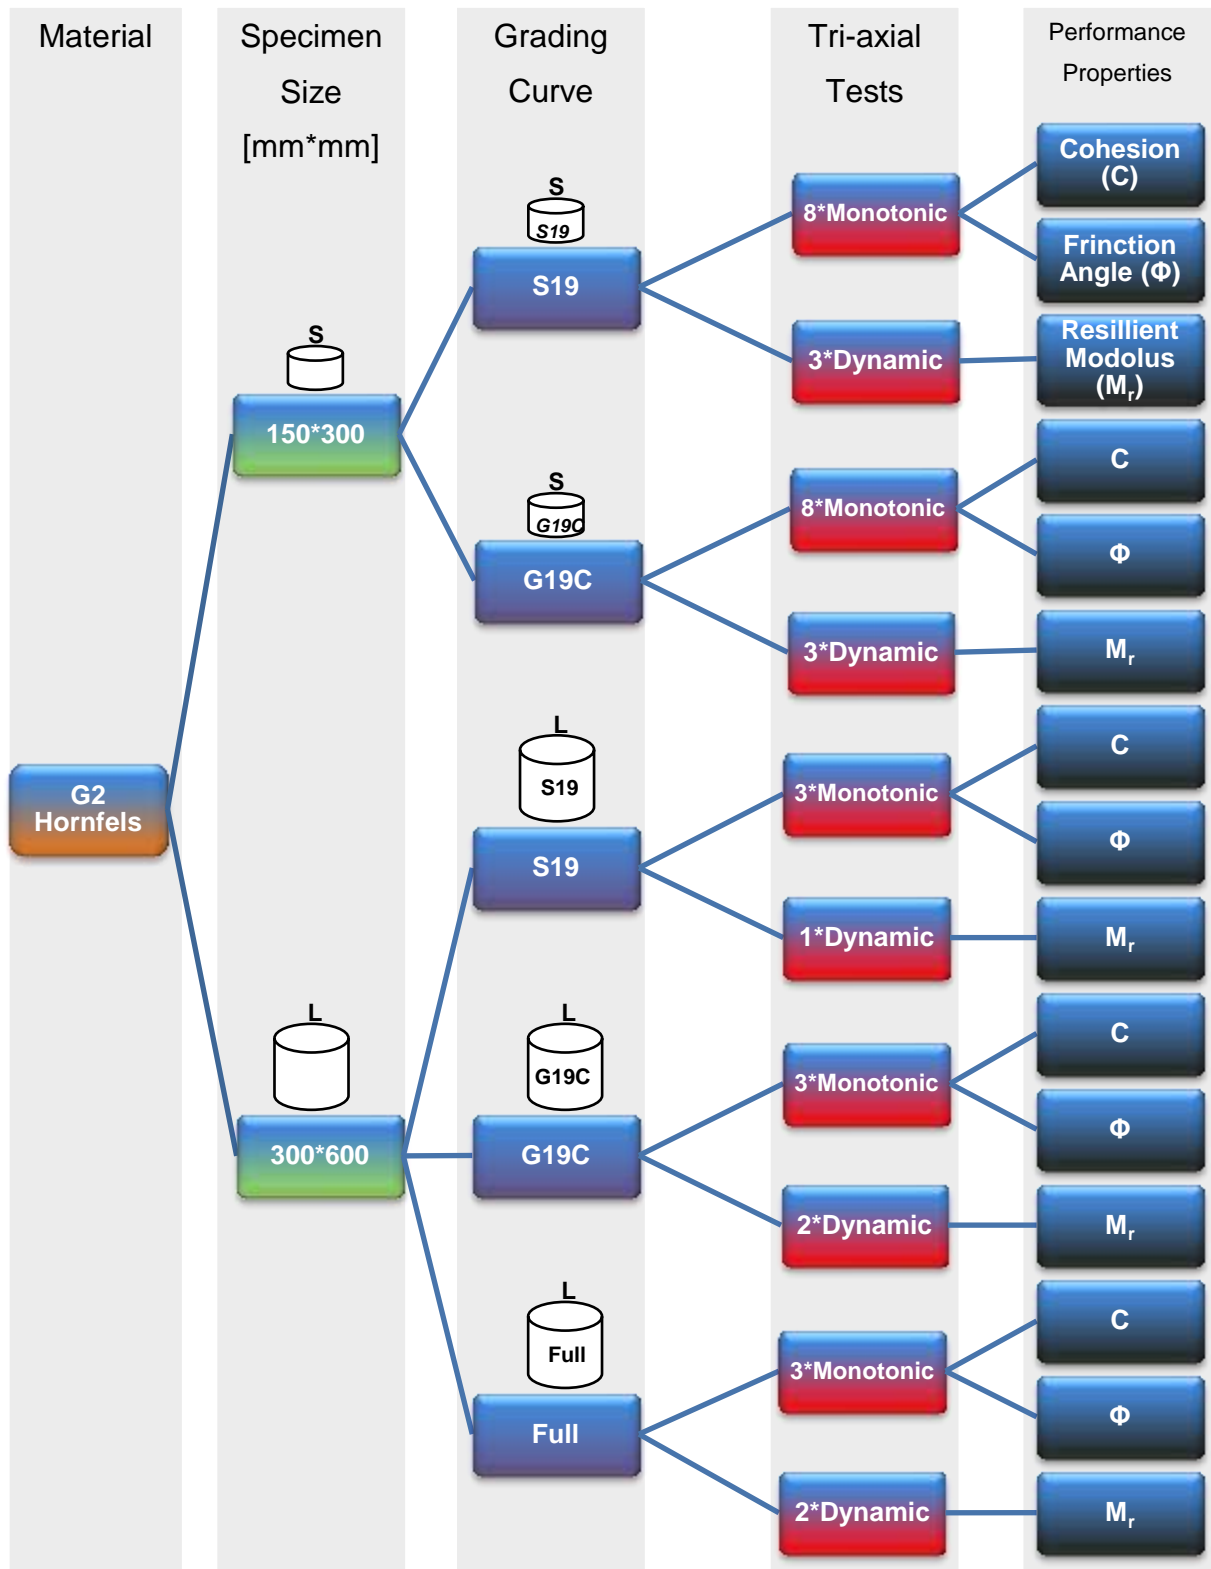 Material
Specimen
Size
[mm*mm]
Grading
Curve
Tri-axial
Tests
Performance
Properties
G2
Hornfels
S
150*300
L
300*600
S
S19
S19
S
G19C
G19C
L
S19
S19
L
G19C
G19C
L
Full
Full
8*Monotonic
3*Dynamic
8*Monotonic
3*Dynamic
3*Monotonic
1*Dynamic
3*Monotonic
2*Dynamic
3*Monotonic
2*Dynamic
Cohesion
(C)
Frinction
Angle (Φ)
Resillient
Modolus
(Mr)
C
Φ
Mr
C
Φ
Mr
C
Φ
Mr
C
Φ
Mr